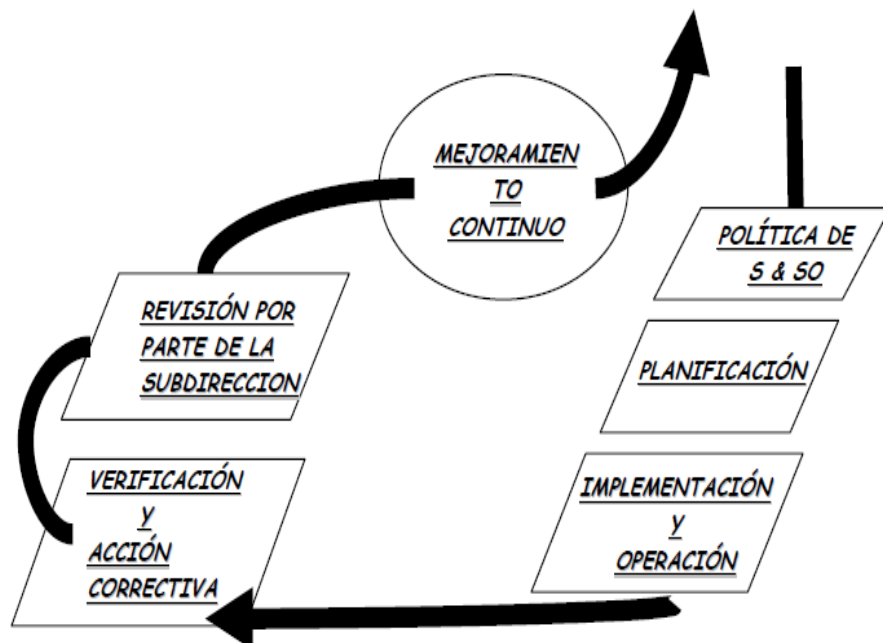 MEJORAMIEN
TO
CONTINUO
POLÍTICA DE
S & SO
REVISIÓN POR
PARTE DE LA
SUBDIRECCION
PLANIFICACIÓN
VERIFICACIÓN
Y
ACCIÓN
CORRECTIVA
IMPLEMENTACIÓN
Y
OPERACIÓN